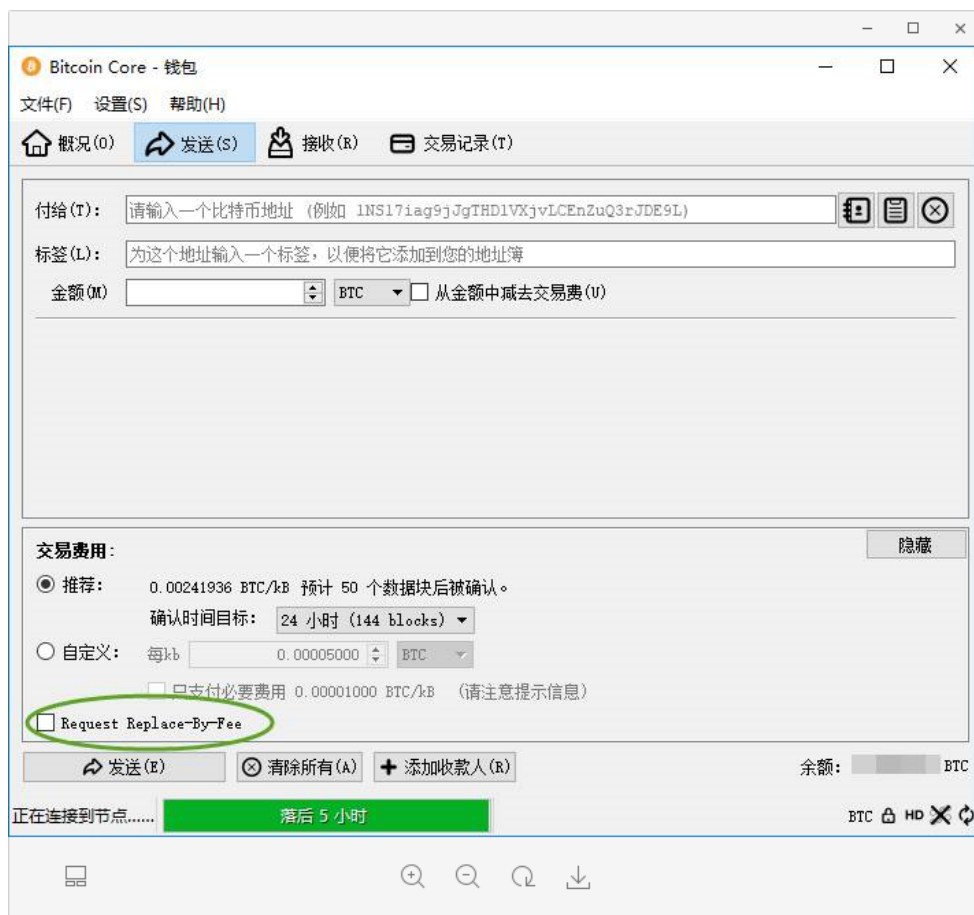 Bitcoin Core - 钱包
文件(F) 设置(S) 帮助(H)
概况(O) 发送(S) 接收(R) 交易记录(T)
付给(T): 请输入一个比特币地址 (例如 1NS17iag9jJgTHD1VXjvLCEnZuQ3rJDE9L)
标签(L): 为这个地址输入一个标签，以便将它添加到您的地址簿
金额(M) BTC 从金额中减去交易费(U)
交易费用: 隐藏
推荐: 0.00241936 BTC/kB 预计 50 个数据块后被确认。
确认时间目标: 24 小时 (144 blocks)
自定义: 每kb 0.00005000 BTC
只支付必要费用 0.00001000 BTC/kB (请注意提示信息)
Request Replace-By-Fee
发送(E) 清除所有(A) 添加收款人(R) 余额: BTC
正在连接到节点...... 落后 5 小时 BTC HD